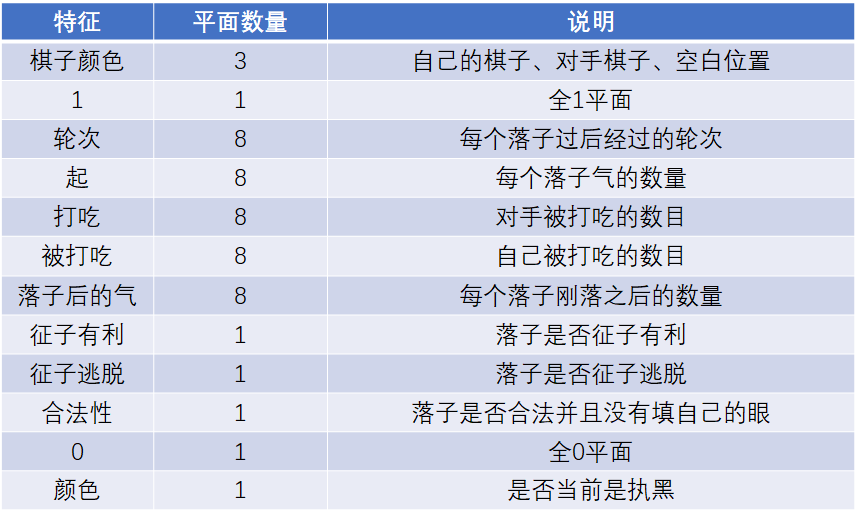 特征 平面数量 说明
棋子颜色 3 自己的棋子、对手棋子、空白位置
1 1 全1平面
轮次 8 每个落子过后经过的轮次
起 8 每个落子气的数量
打吃 8 对手被打吃的数目
被打吃 8 自己被打吃的数目
落子后的气 8 每个落子刚落之后的数量
征子有利 1 落子是否征子有利
征子逃脱 1 落子是否征子逃脱
合法性 1 落子是否合法并且没有填自己的眼
0 1 全0平面
颜色 1 是否当前是执黑